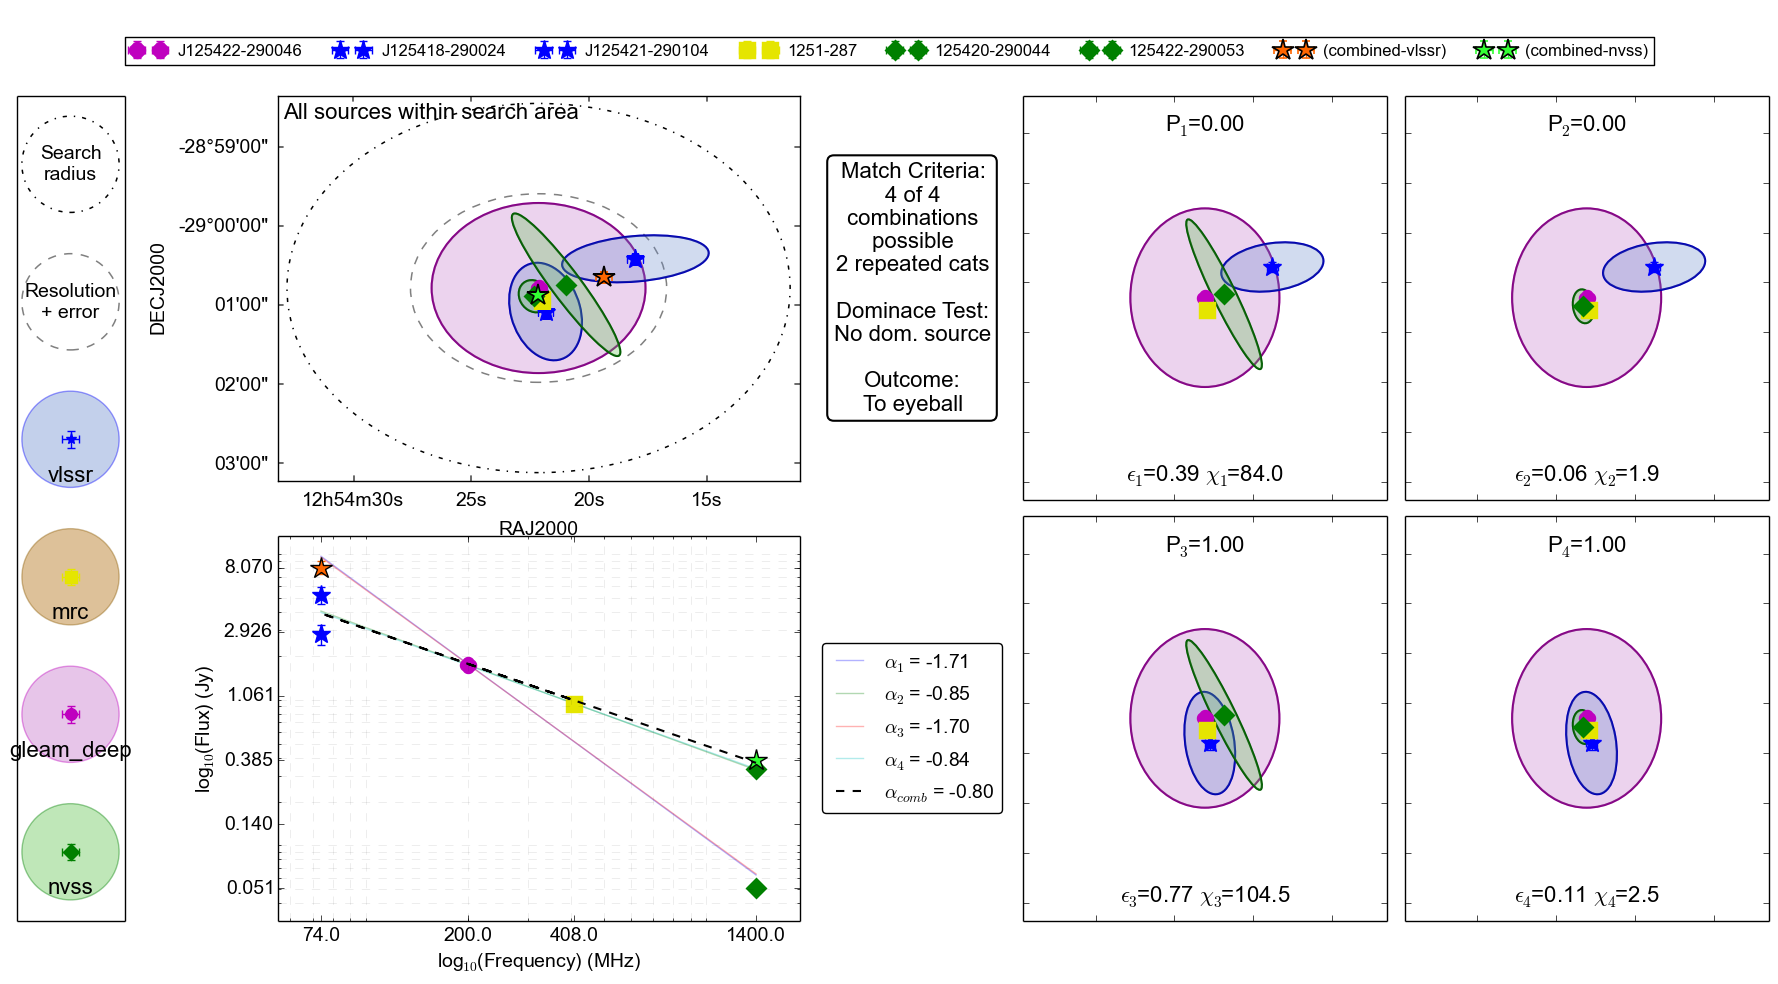 J125422-290046 J125418-290024 J125421-290104 1251-287 125420-290044 125422-290053 (combined-vlssr) (combined-nvss)
Search
radius
Resolution
+ error
vlssr
mrc
gleam_deep
nvss
All sources within search area
DECJ2000
-28°59'00"
-29°00'00"
01'00"
02'00"
03'00"
12h54m30s 25s 20s 15s
RAJ2000
Match Criteria:
4 of 4
combinations
possible
2 repeated cats
Dominace Test:
No dom. source
Outcome:
To eyeball
P₁=0.00
ϵ₁=0.39 χ₁=84.0
P₂=0.00
ϵ₂=0.06 χ₂=1.9
log₁₀(Flux) (Jy)
8.070
2.926
1.061
0.385
0.140
0.051
74.0 200.0 408.0 1400.0
log₁₀(Frequency) (MHz)
α₁ = -1.71
α₂ = -0.85
α₃ = -1.70
α₄ = -0.84
α_comb = -0.80
P₃=1.00
ϵ₃=0.77 χ₃=104.5
P₄=1.00
ϵ₄=0.11 χ₄=2.5